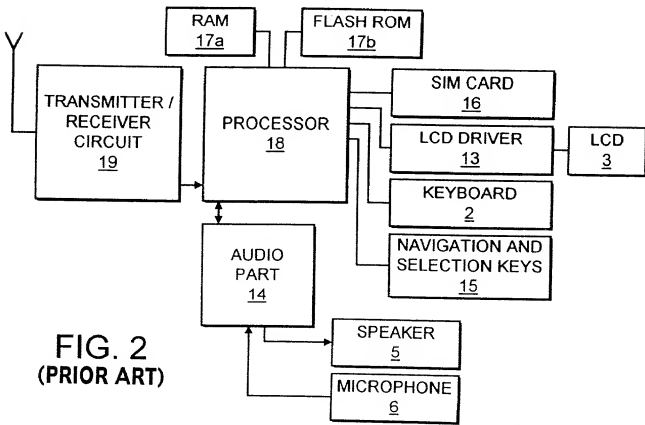 RAM
17a
FLASH ROM
17b
TRANSMITTER /
RECEIVER
CIRCUIT
19
PROCESSOR
18
SIM CARD
16
LCD DRIVER
13
LCD
3
KEYBOARD
2
NAVIGATION AND
SELECTION KEYS
15
AUDIO
PART
14
SPEAKER
5
MICROPHONE
6
FIG. 2
(PRIOR ART)